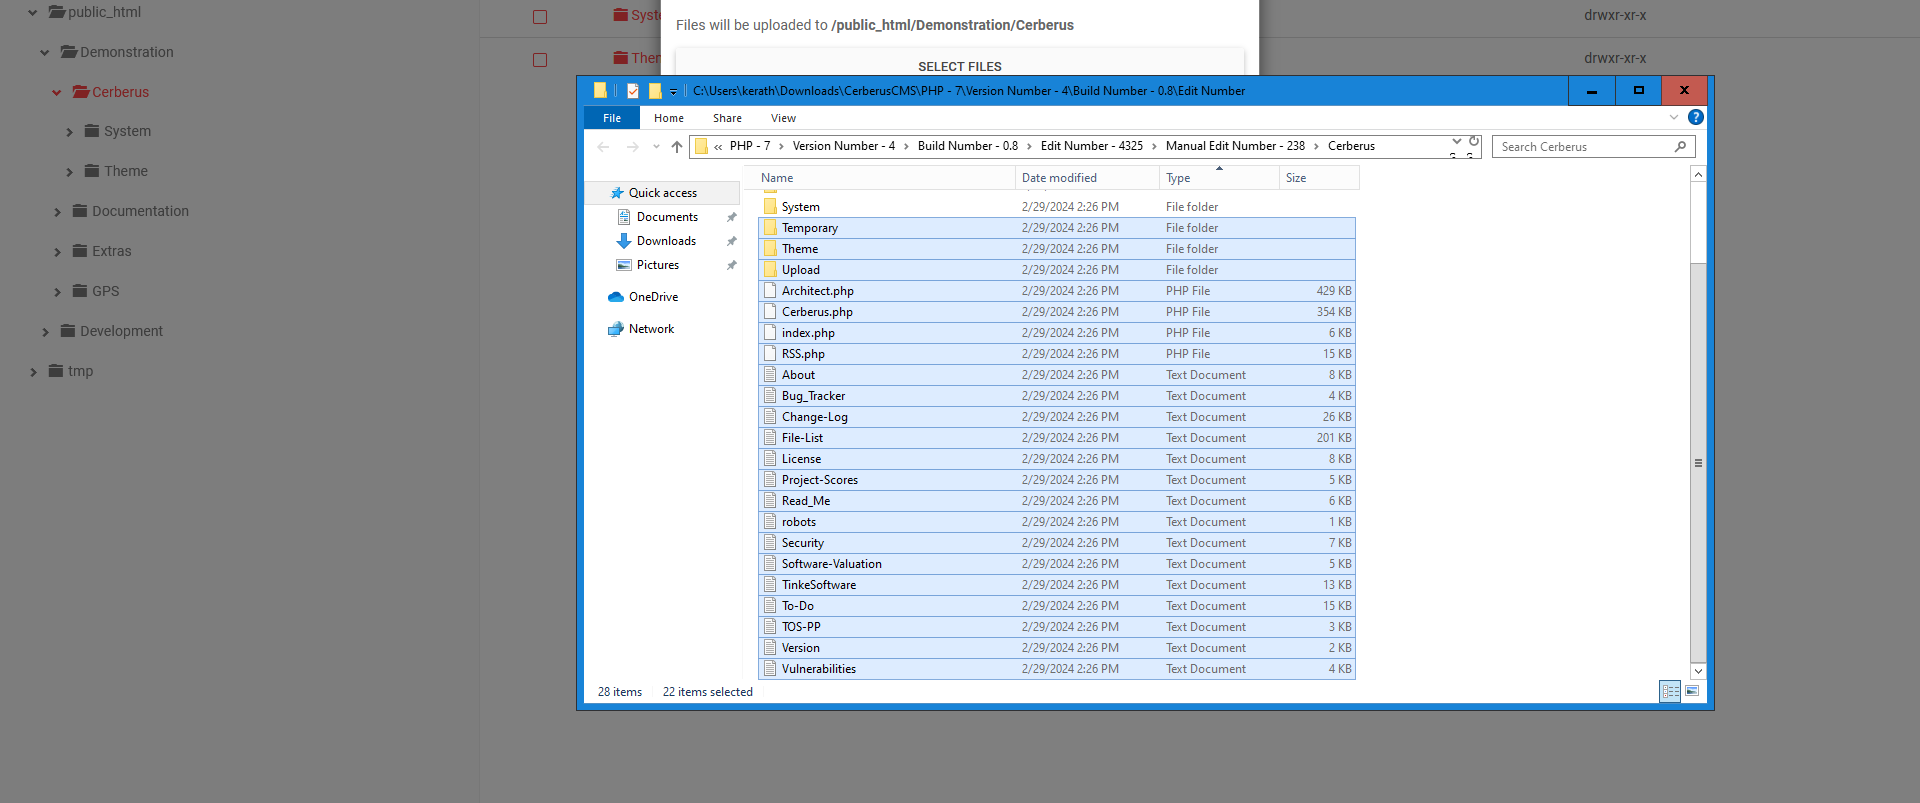 public_html
Demonstration
Cerberus
System
Theme
Documentation
Extras
GPS
Development
tmp
drwxr-xr-x
drwxr-xr-x
Files will be uploaded to /public_html/Demonstration/Cerberus
SELECT FILES
C:\Users\kerath\Downloads\CerberusCMS\PHP - 7\Version Number - 4\Build Number - 0.8\Edit Number
File Home Share View
« PHP - 7 › Version Number - 4 › Build Number - 0.8 › Edit Number - 4325 › Manual Edit Number - 238 › Cerberus
Search Cerberus
Quick access
Documents
Downloads
Pictures
OneDrive
Network
Name Date modified Type Size
System 2/29/2024 2:26 PM File folder
Temporary 2/29/2024 2:26 PM File folder
Theme 2/29/2024 2:26 PM File folder
Upload 2/29/2024 2:26 PM File folder
Architect.php 2/29/2024 2:26 PM PHP File 429 KB
Cerberus.php 2/29/2024 2:26 PM PHP File 354 KB
index.php 2/29/2024 2:26 PM PHP File 6 KB
RSS.php 2/29/2024 2:26 PM PHP File 15 KB
About 2/29/2024 2:26 PM Text Document 8 KB
Bug_Tracker 2/29/2024 2:26 PM Text Document 4 KB
Change-Log 2/29/2024 2:26 PM Text Document 26 KB
File-List 2/29/2024 2:26 PM Text Document 201 KB
License 2/29/2024 2:26 PM Text Document 8 KB
Project-Scores 2/29/2024 2:26 PM Text Document 5 KB
Read_Me 2/29/2024 2:26 PM Text Document 6 KB
robots 2/29/2024 2:26 PM Text Document 1 KB
Security 2/29/2024 2:26 PM Text Document 7 KB
Software-Valuation 2/29/2024 2:26 PM Text Document 5 KB
TinkeSoftware 2/29/2024 2:26 PM Text Document 13 KB
To-Do 2/29/2024 2:26 PM Text Document 15 KB
TOS-PP 2/29/2024 2:26 PM Text Document 3 KB
Version 2/29/2024 2:26 PM Text Document 2 KB
Vulnerabilities 2/29/2024 2:26 PM Text Document 4 KB
28 items 22 items selected